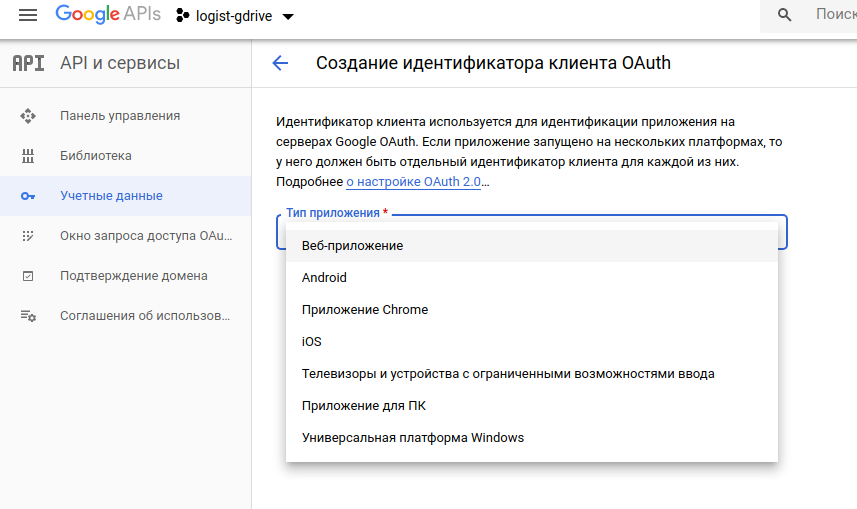 Google APIs
logist-gdrive
Поиск
API
API и сервисы
Создание идентификатора клиента OAuth
Панель управления
Библиотека
Учетные данные
Окно запроса доступа OAu...
Подтверждение домена
Соглашения об использов...
Идентификатор клиента используется для идентификации приложения на
серверах Google OAuth. Если приложение запущено на нескольких платформах, то
у него должен быть отдельный идентификатор клиента для каждой из них.
Подробнее о настройке OAuth 2.0...
Тип приложения *
Веб-приложение
Android
Приложение Chrome
iOS
Телевизоры и устройства с ограниченными возможностями ввода
Приложение для ПК
Универсальная платформа Windows